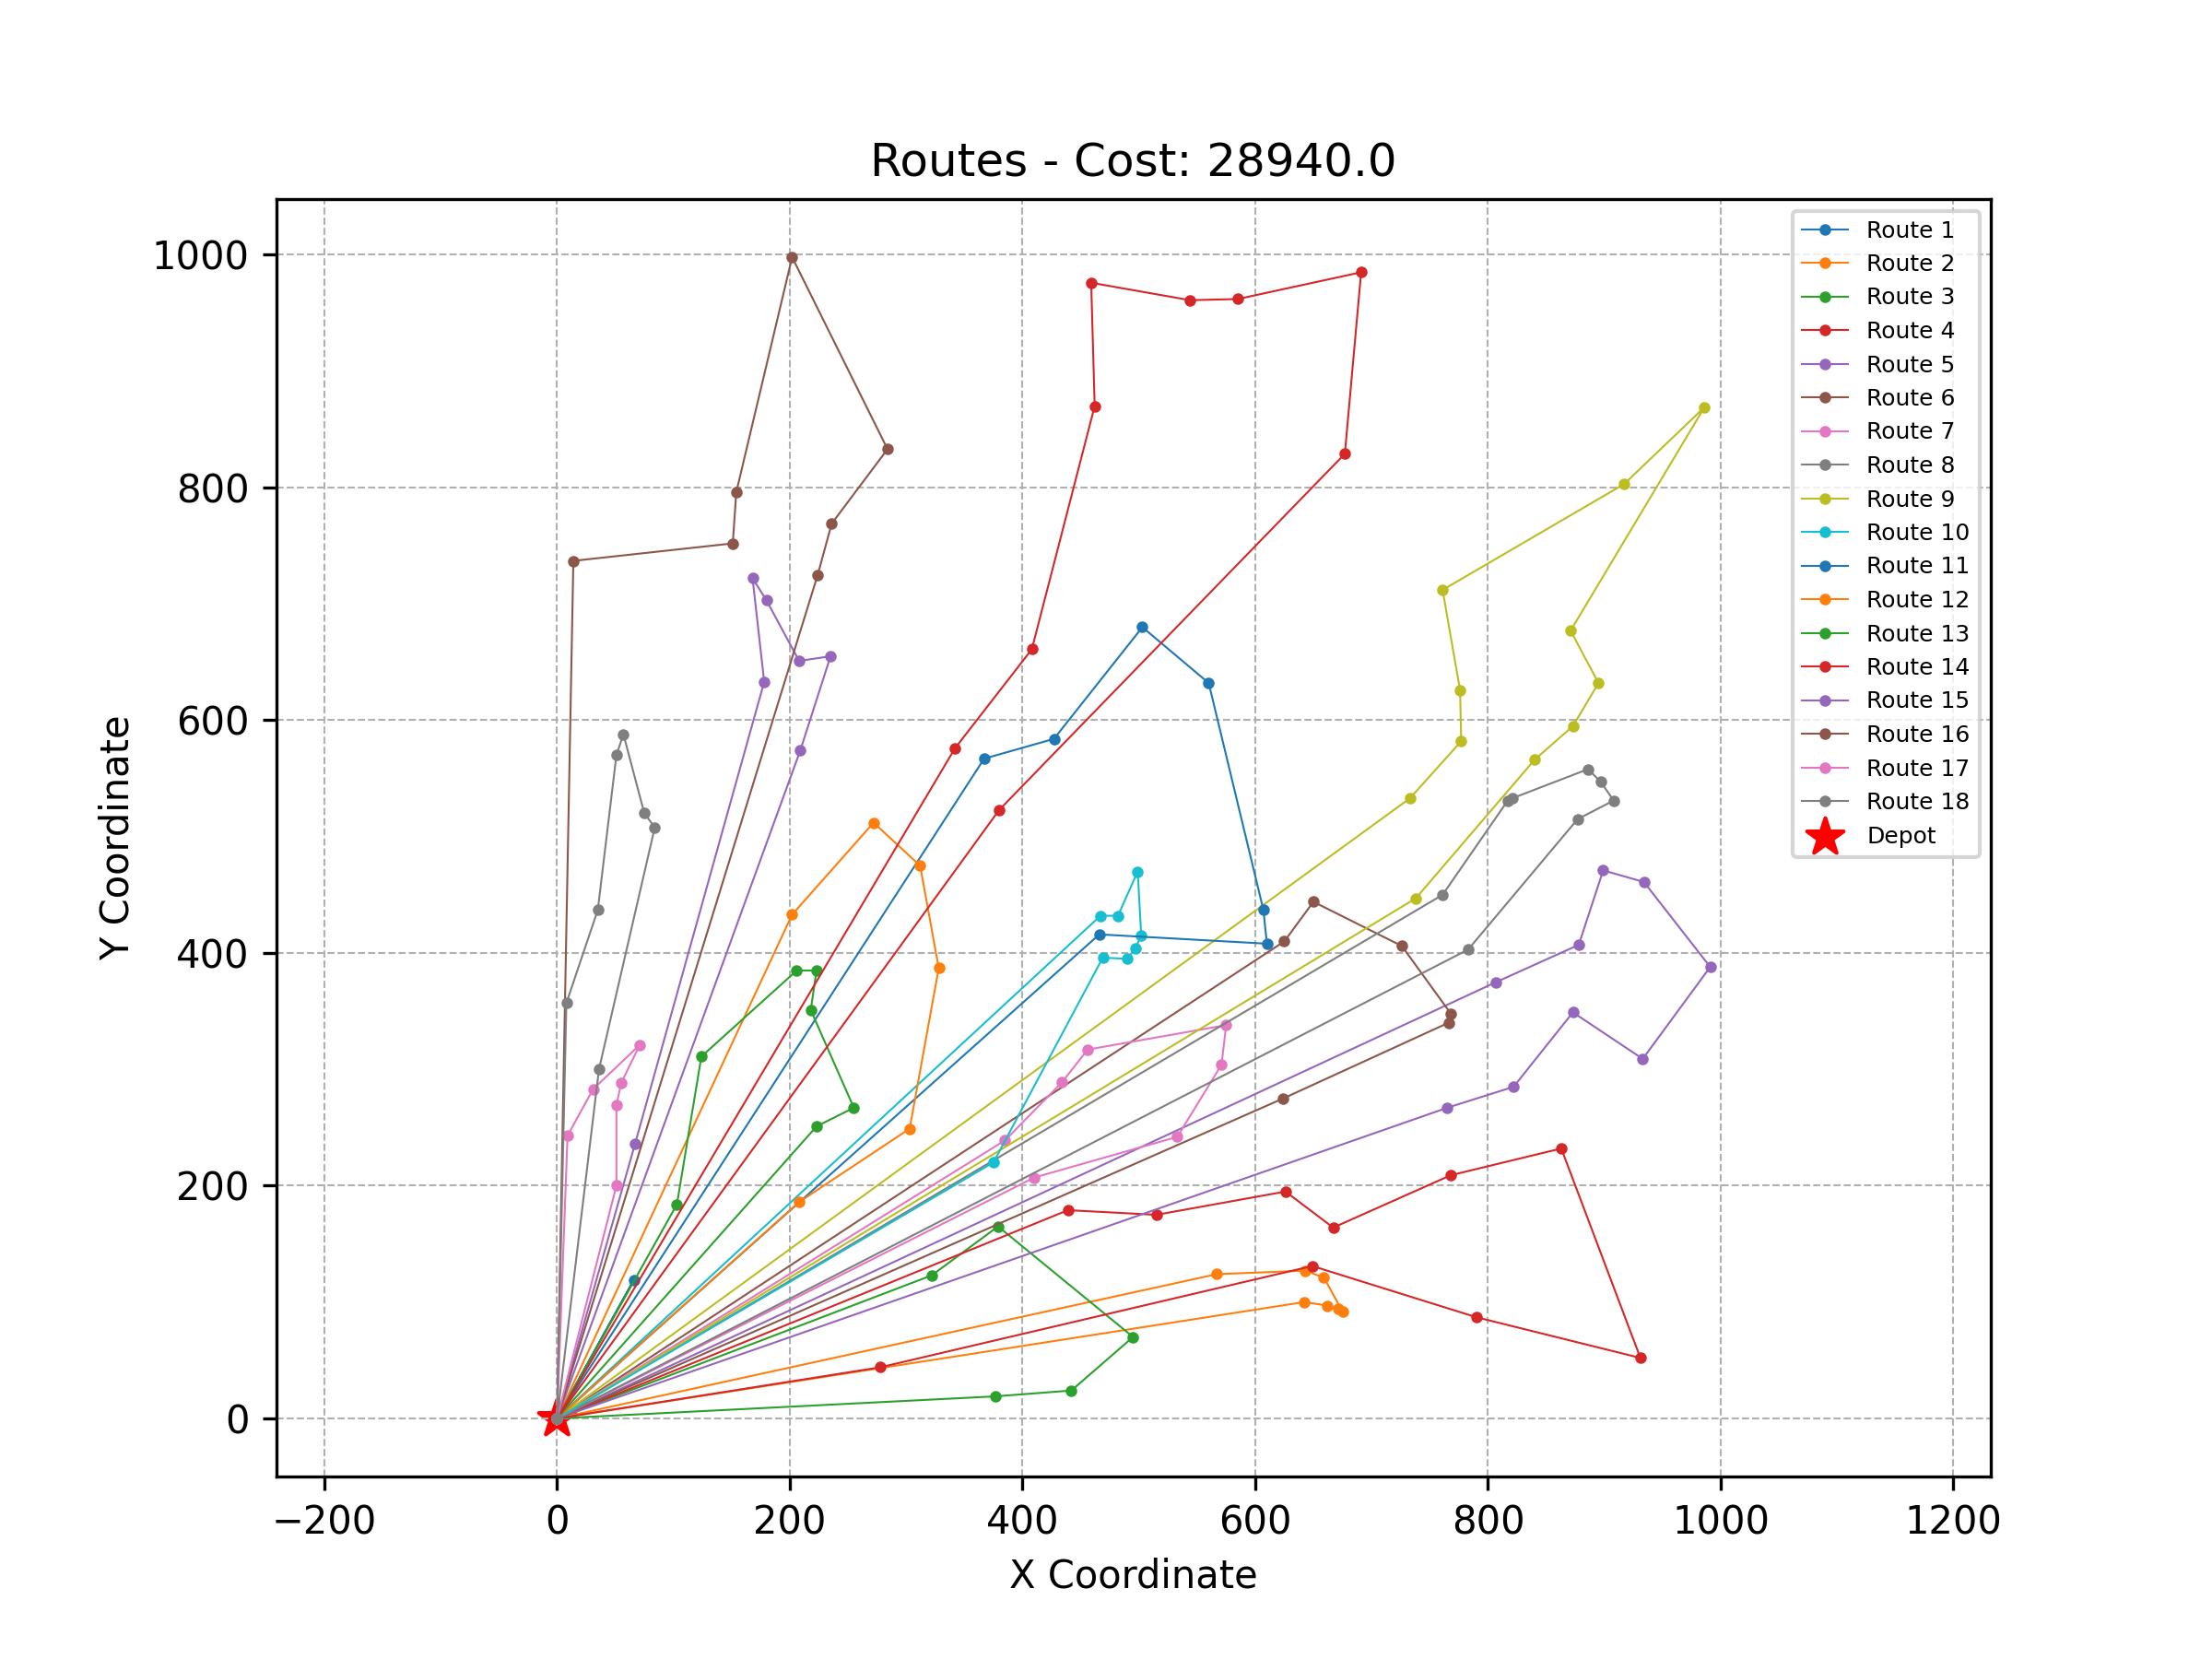 Routes - Cost: 28940.0
Route 1
Route 2
Route 3
Route 4
Route 5
Route 6
Route 7
Route 8
Route 9
Route 10
Route 11
Route 12
Route 13
Route 14
Route 15
Route 16
Route 17
Route 18
Depot
1000
800
600
400
200
0
Y Coordinate
−200 0 200 400 600 800 1000 1200
X Coordinate